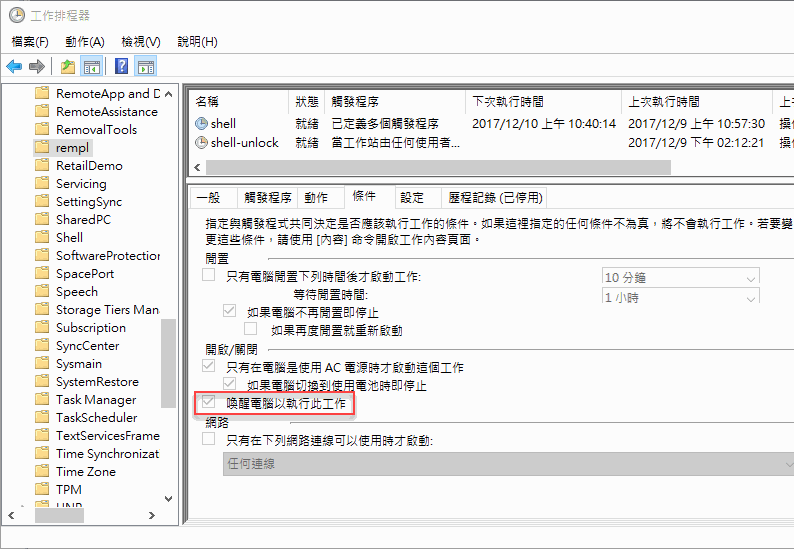 工作排程器
檔案(F) 動作(A) 檢視(V) 說明(H)
RemoteApp and D
RemoteAssistance
RemovalTools
rempl
RetailDemo
Servicing
SettingSync
SharedPC
Shell
SoftwareProtection
SpacePort
Speech
Storage Tiers Man
Subscription
SyncCenter
Sysmain
SystemRestore
Task Manager
TaskScheduler
TextServicesFrame
Time Synchronizat
Time Zone
TPM
名稱 狀態 觸發程序 下次執行時間 上次執行時間 上
shell 就緒 已定義多個觸發程序 2017/12/10 上午 10:40:14 2017/12/9 上午 10:57:30 操作
shell-unlock 就緒 當工作站由任何使用者... 2017/12/9 下午 02:12:21 操作
一般 觸發程序 動作 條件 設定 歷程記錄 (已停用)
指定與觸發程式共同決定是否應該執行工作的條件。如果這裡指定的任何條件不為真，將不會執行工作。若要變
更這些條件，請使用 [內容] 命令開啟工作內容頁面。
閒置
只有電腦閒置下列時間後才啟動工作: 10 分鐘
等待閒置時間: 1 小時
如果電腦不再閒置即停止
如果再度閒置就重新啟動
開啟/關閉
只有在電腦是使用 AC 電源時才啟動這個工作
如果電腦切換到使用電池時即停止
喚醒電腦以執行此工作
網路
只有在下列網路連線可以使用時才啟動:
任何連線